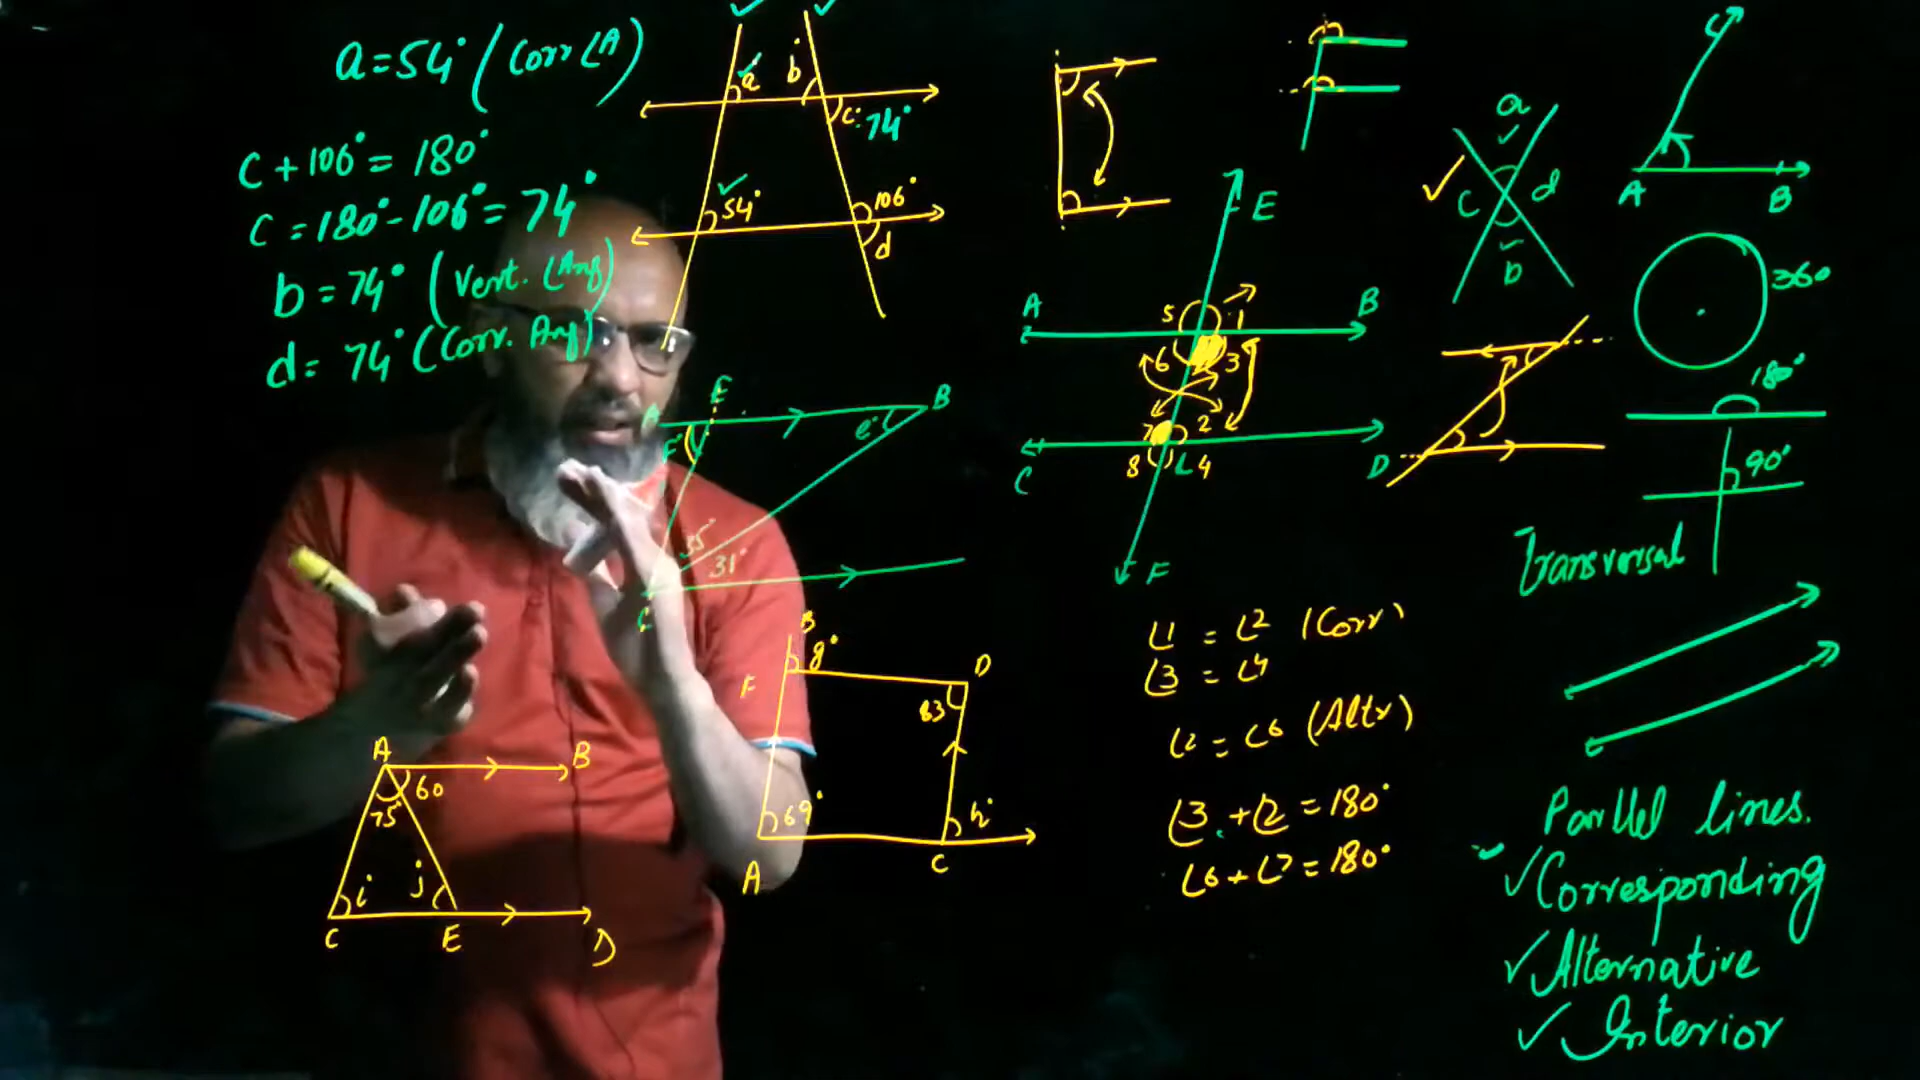 a = 54° (Corr ∠A)
C + 106° = 180°
C = 180° - 106° = 74°
b = 74° (Vert. ∠Ang)
d = 74° (Corr. Ang)
a
b
c
74°
54°
106°
d
A
E
B
F°
e°
35°
31°
C
B
g°
F
D
83
69°
h°
A
C
A
B
60
75°
i°
j°
C
E
D
E
A
B
5
1
6
3
7
2
8
4
C
D
F
∠1 = ∠2 (Corr)
∠3 = ∠4
∠2 = ∠6 (Altr)
∠3 + ∠2 = 180°
∠6 + ∠7 = 180°
a
c
d
b
C
A
B
360
180°
90°
Transversal
Parllel lines.
Corresponding
Alternative
Interior